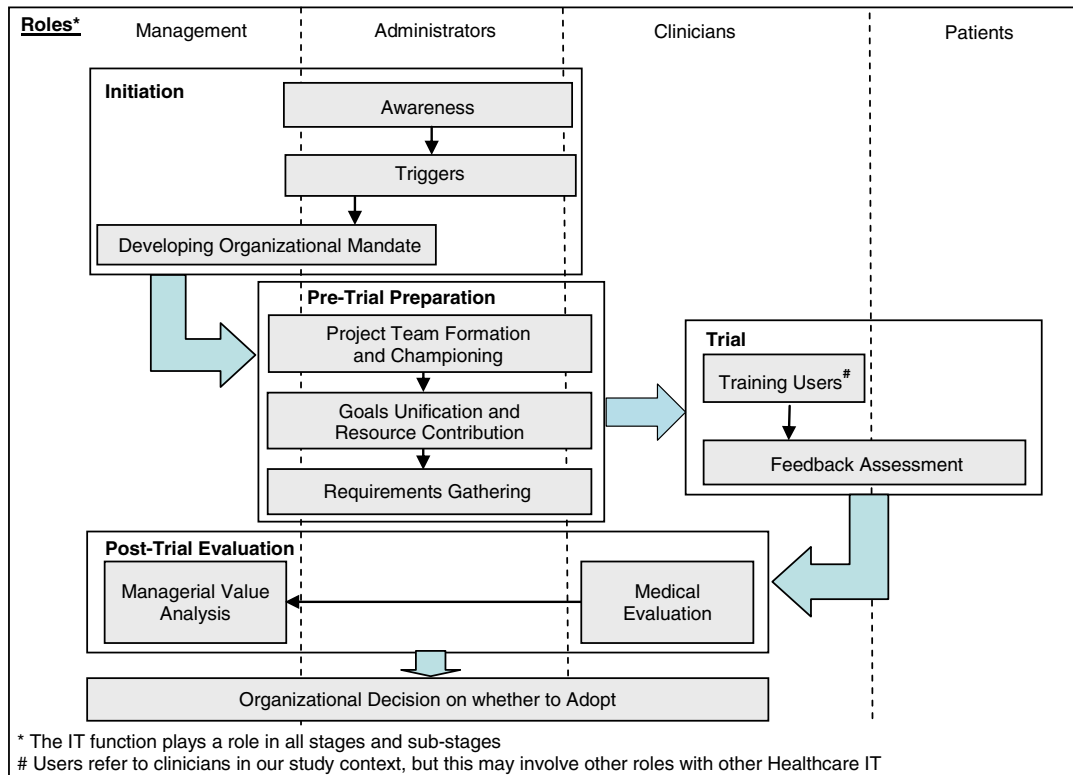 Roles*
Management
Administrators
Clinicians
Patients
Initiation
Awareness
Triggers
Developing Organizational Mandate
Pre-Trial Preparation
Project Team Formation
and Championing
Goals Unification and
Resource Contribution
Requirements Gathering
Trial
Training Users#
Feedback Assessment
Post-Trial Evaluation
Managerial Value
Analysis
Medical
Evaluation
Organizational Decision on whether to Adopt
* The IT function plays a role in all stages and sub-stages
# Users refer to clinicians in our study context, but this may involve other roles with other Healthcare IT